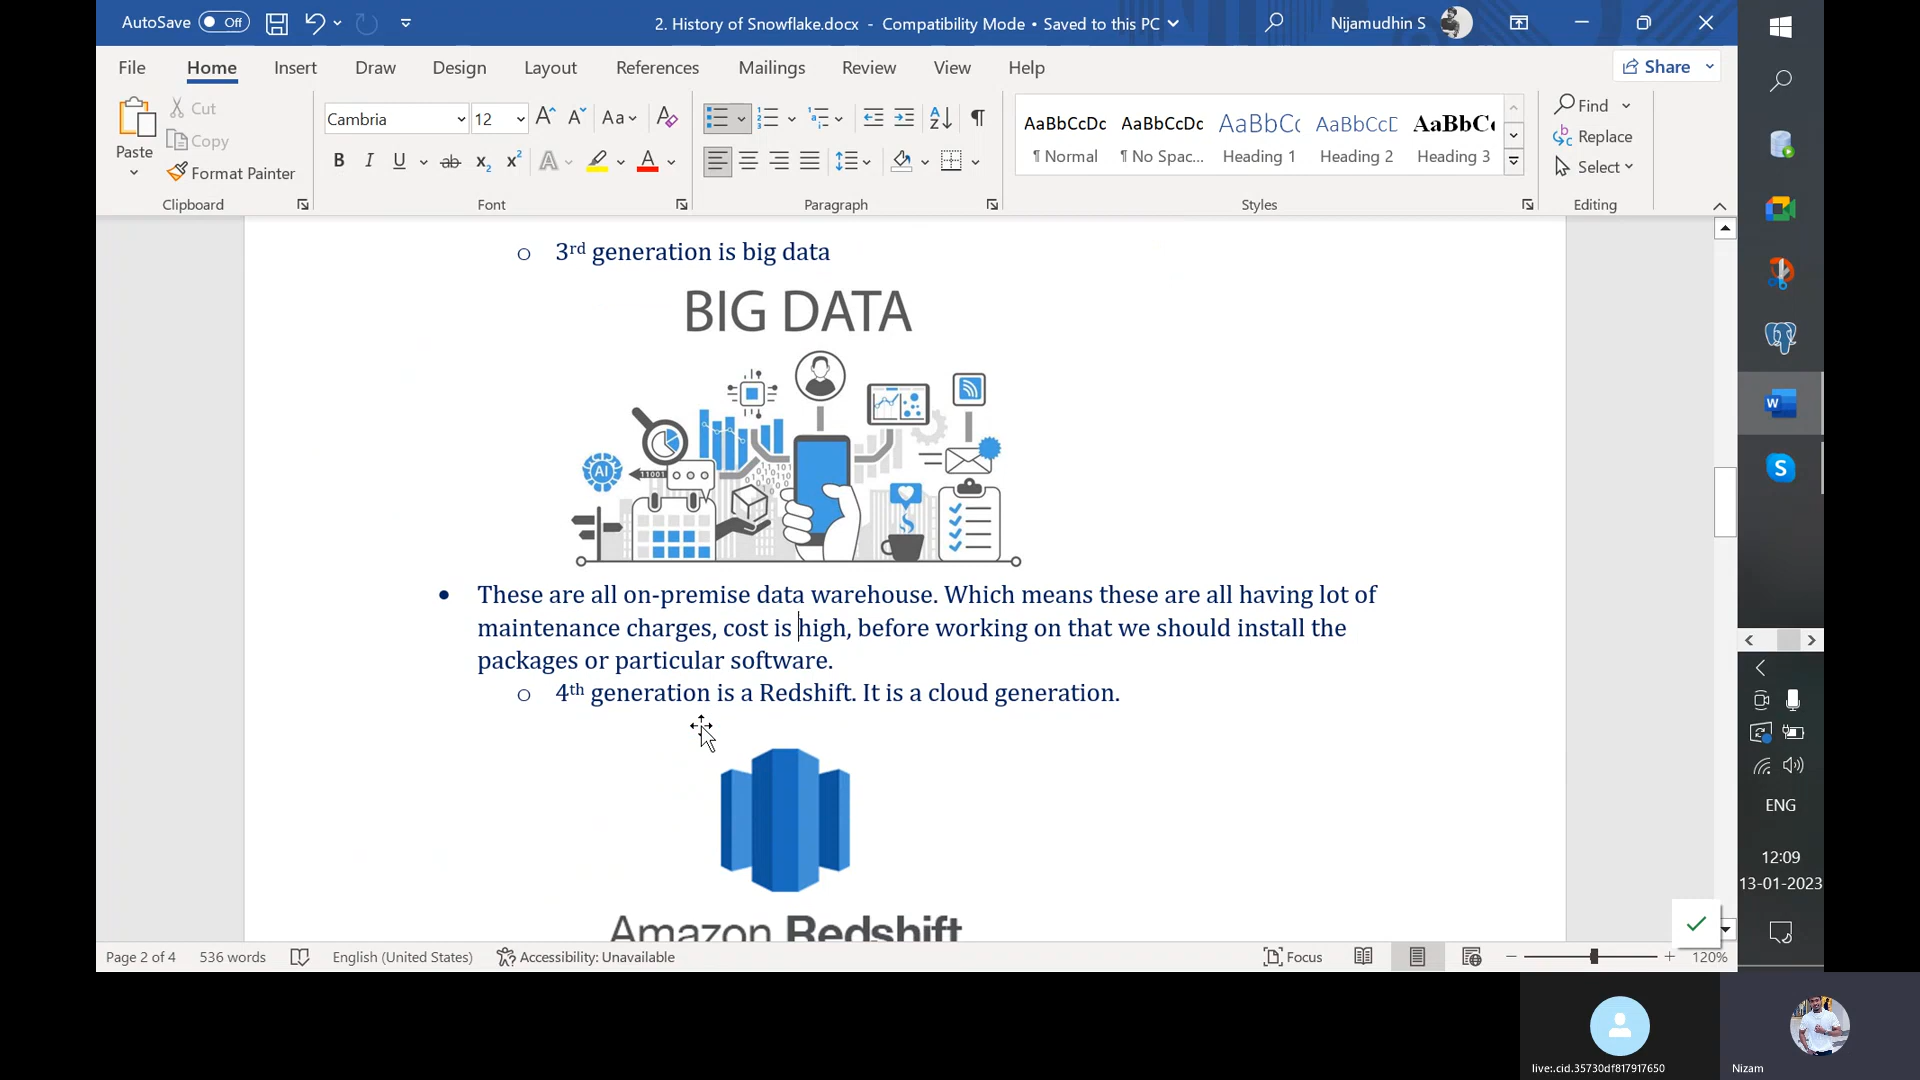 AutoSave Off 2. History of Snowflake.docx - Compatibility Mode • Saved to this PC Nijamudhin S
File Home Insert Draw Design Layout References Mailings Review View Help Share
Paste Cut Copy Format Painter
Cambria 12
AaBbCcDc AaBbCcDc AaBbCc AaBbCcD AaBbC
¶ Normal ¶ No Spac... Heading 1 Heading 2 Heading 3
Find
Replace
Select
Clipboard Font Paragraph Styles Editing
o 3rd generation is big data
BIG DATA
AI
11001
• These are all on-premise data warehouse. Which means these are all having lot of
maintenance charges, cost is high, before working on that we should install the
packages or particular software.
o 4th generation is a Redshift. It is a cloud generation.
Amazon Redshift
Page 2 of 4 536 words English (United States) Accessibility: Unavailable Focus 120%
ENG
12:09
13-01-2023
live:.cid.35730df817917650
Nizam